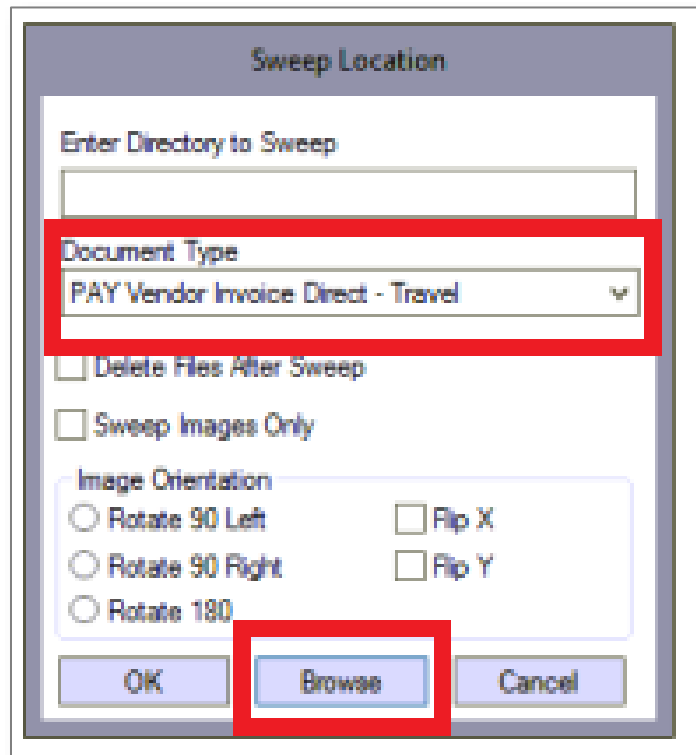 Sweep Location
Enter Directory to Sweep
Document Type
PAY Vendor Invoice Direct - Travel
Delete Files After Sweep
Sweep Images Only
Image Orientation
Rotate 90 Left Flip X
Rotate 90 Right Flip Y
Rotate 180
OK Browse Cancel